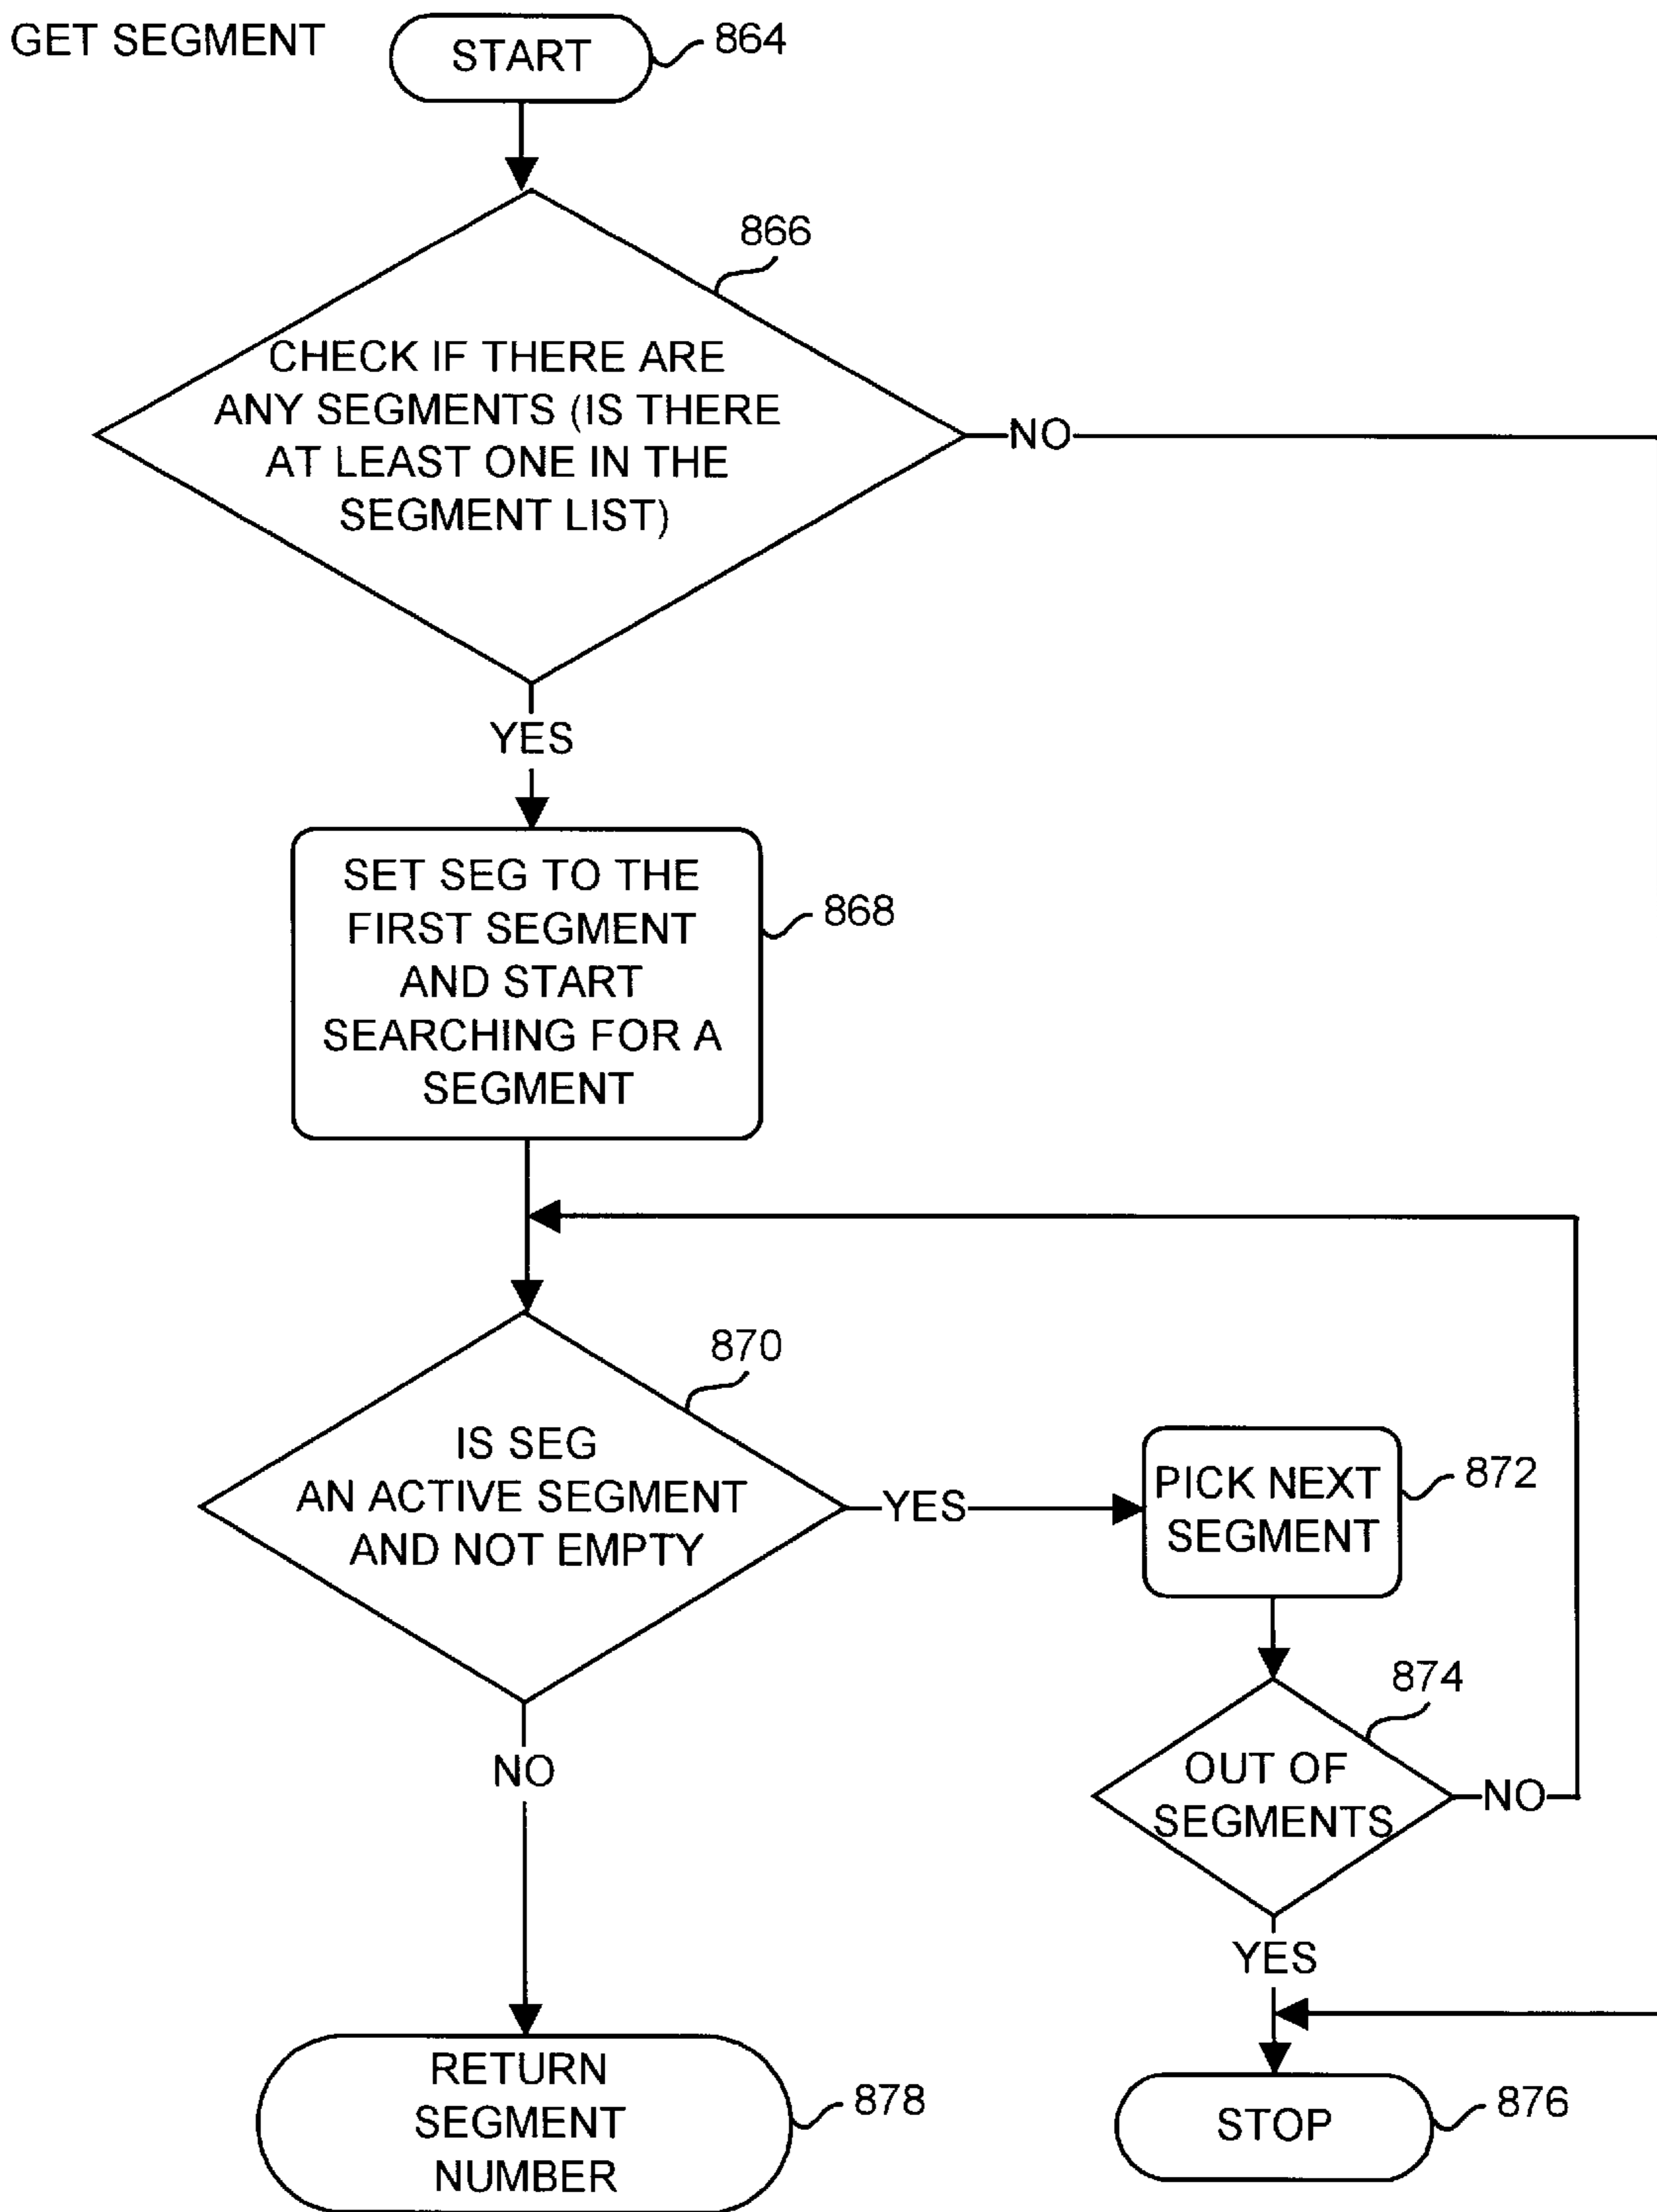 GET SEGMENT
START
864
866
CHECK IF THERE ARE
ANY SEGMENTS (IS THERE
AT LEAST ONE IN THE
SEGMENT LIST)
NO
YES
SET SEG TO THE
FIRST SEGMENT
AND START
SEARCHING FOR A
SEGMENT
868
870
IS SEG
AN ACTIVE SEGMENT
AND NOT EMPTY
YES
PICK NEXT
SEGMENT
872
874
OUT OF
SEGMENTS
NO
NO
YES
RETURN
SEGMENT
NUMBER
878
STOP
876